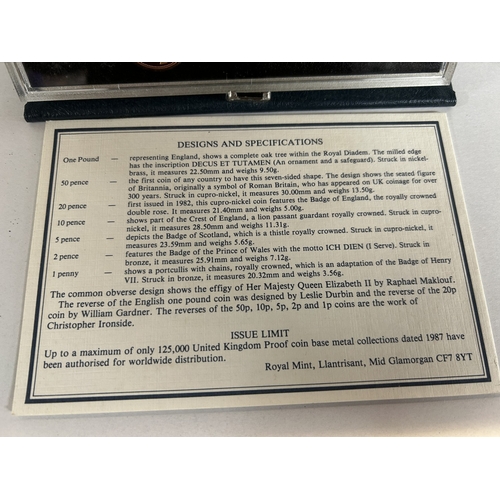 DESIGNS AND SPECIFICATIONS
One Pound — representing England, shows a complete oak tree within the Royal Diadem. The milled edge
has the inscription DECUS ET TUTAMEN (An ornament and a safeguard). Struck in nickel-
brass, it measures 22.50mm and weighs 9.50g.
50 pence — the first coin of any country to have this seven-sided shape. The design shows the seated figure
of Britannia, originally a symbol of Roman Britain, who has appeared on UK coinage for over
300 years. Struck in cupro-nickel, it measures 30.00mm and weighs 13.50g.
20 pence — first issued in 1982, this cupro-nickel coin features the Badge of England, the royally crowned
double rose. It measures 21.40mm and weighs 5.00g.
10 pence — shows part of the Crest of England, a lion passant guardant royally crowned. Struck in cupro-
nickel, it measures 28.50mm and weighs 11.31g.
5 pence — depicts the Badge of Scotland, which is a thistle royally crowned. Struck in cupro-nickel, it
measures 23.59mm and weighs 5.65g.
2 pence — features the Badge of the Prince of Wales with the motto ICH DIEN (I Serve). Struck in
bronze, it measures 25.91mm and weighs 7.12g.
1 penny — shows a portcullis with chains, royally crowned, which is an adaptation of the Badge of Henry
VII. Struck in bronze, it measures 20.32mm and weighs 3.56g.
The common obverse design shows the effigy of Her Majesty Queen Elizabeth II by Raphael Maklouf.
The reverse of the English one pound coin was designed by Leslie Durbin and the reverse of the 20p
coin by William Gardner. The reverses of the 50p, 10p, 5p, 2p and 1p coins are the work of
Christopher Ironside.
ISSUE LIMIT
Up to a maximum of only 125,000 United Kingdom Proof coin base metal collections dated 1987 have
been authorised for worldwide distribution.
Royal Mint, Llantrisant, Mid Glamorgan CF7 8YT